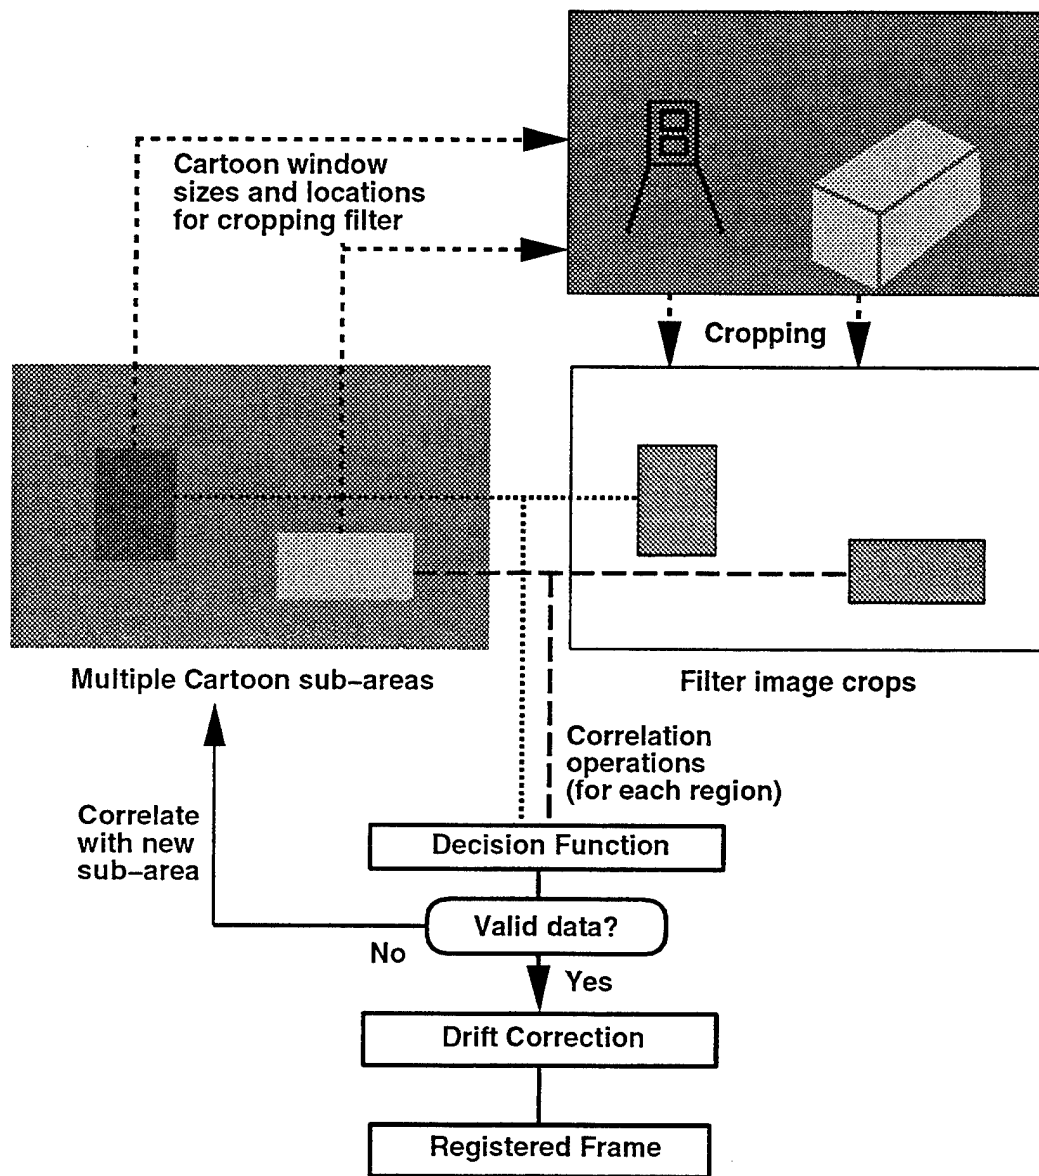 Cartoon window
sizes and locations
for cropping filter
Cropping
Multiple Cartoon sub–areas
Filter image crops
Correlation
operations
(for each region)
Correlate
with new
sub–area
Decision Function
Valid data?
No
Yes
Drift Correction
Registered Frame